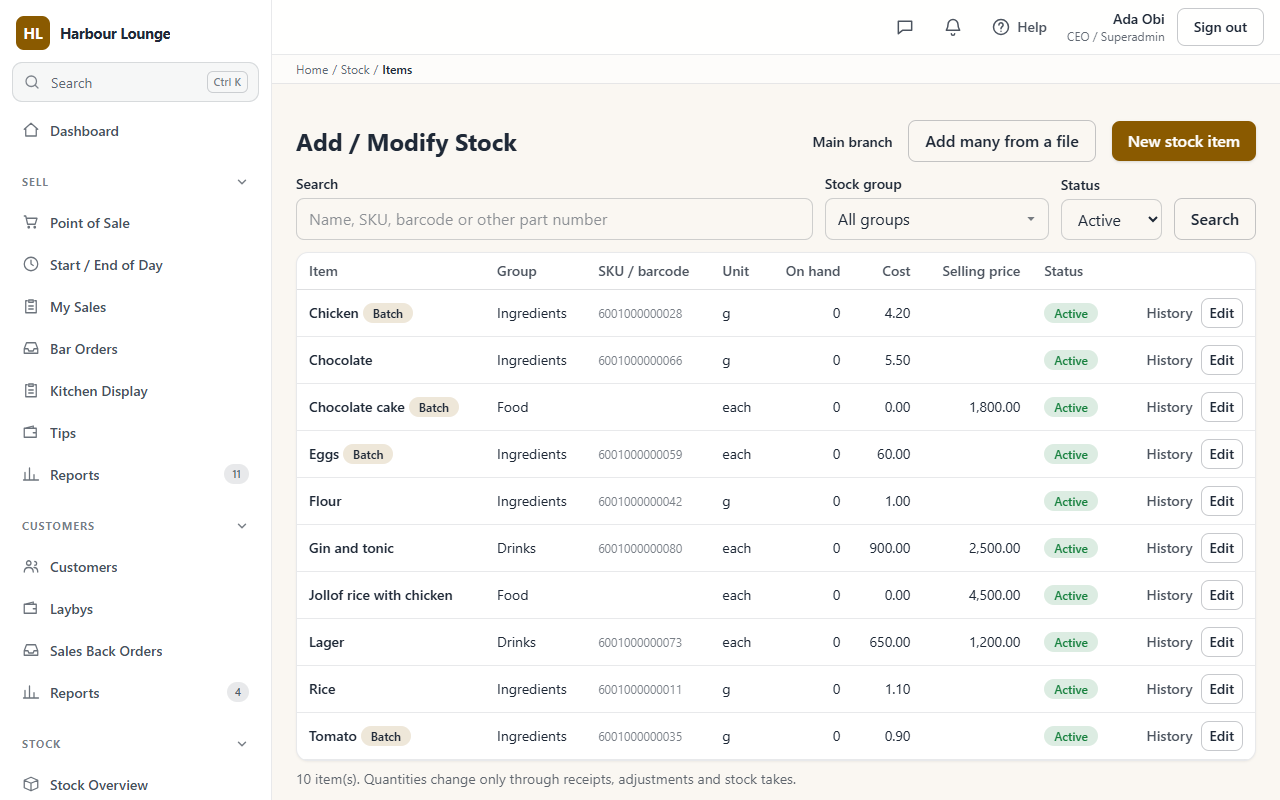 HL Harbour Lounge
Search Ctrl K
Dashboard
SELL
Point of Sale
Start / End of Day
My Sales
Bar Orders
Kitchen Display
Tips
Reports 11
CUSTOMERS
Customers
Laybys
Sales Back Orders
Reports 4
STOCK
Stock Overview
Help
Ada Obi
CEO / Superadmin
Sign out
Home / Stock / Items
Add / Modify Stock
Main branch
Add many from a file
New stock item
Search
Name, SKU, barcode or other part number
Stock group
All groups
Status
Active
Search
Item Group SKU / barcode Unit On hand Cost Selling price Status
Chicken Batch Ingredients 6001000000028 g 0 4.20 Active History Edit
Chocolate Ingredients 6001000000066 g 0 5.50 Active History Edit
Chocolate cake Batch Food each 0 0.00 1,800.00 Active History Edit
Eggs Batch Ingredients 6001000000059 each 0 60.00 Active History Edit
Flour Ingredients 6001000000042 g 0 1.00 Active History Edit
Gin and tonic Drinks 6001000000080 each 0 900.00 2,500.00 Active History Edit
Jollof rice with chicken Food each 0 0.00 4,500.00 Active History Edit
Lager Drinks 6001000000073 each 0 650.00 1,200.00 Active History Edit
Rice Ingredients 6001000000011 g 0 1.10 Active History Edit
Tomato Batch Ingredients 6001000000035 g 0 0.90 Active History Edit
10 item(s). Quantities change only through receipts, adjustments and stock takes.